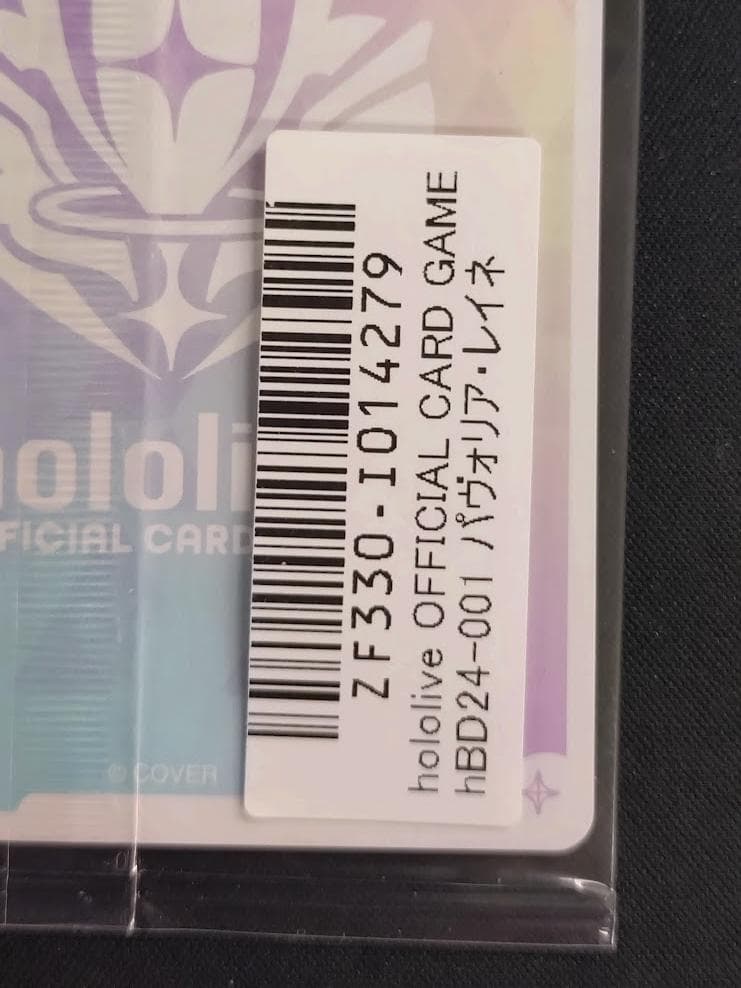 hololi
FICIAL CARD
© COVER
ZF330-I014279
hololive OFFICIAL CARD GAME
hBD24-001 パヴォリア・レイネ